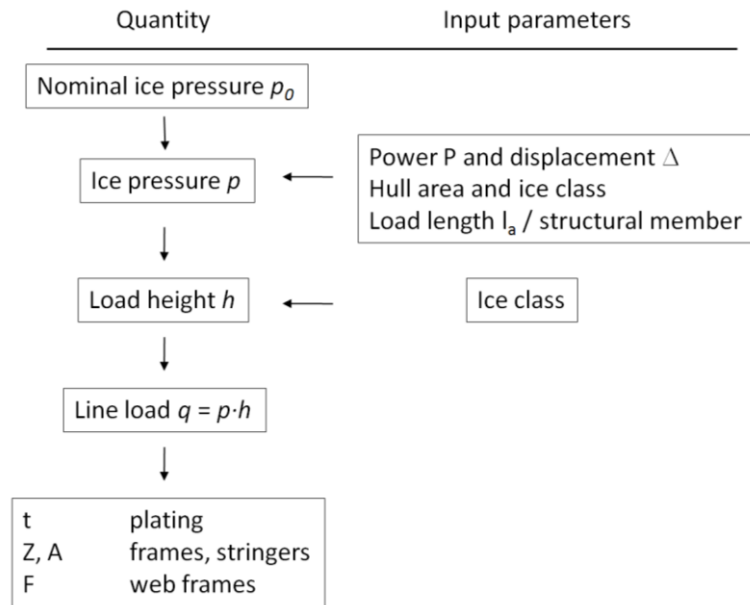 Quantity Input parameters
Nominal ice pressure p₀
Ice pressure p
Power P and displacement Δ
Hull area and ice class
Load length lₐ / structural member
Load height h
Ice class
Line load q = p·h
t plating
Z, A frames, stringers
F web frames